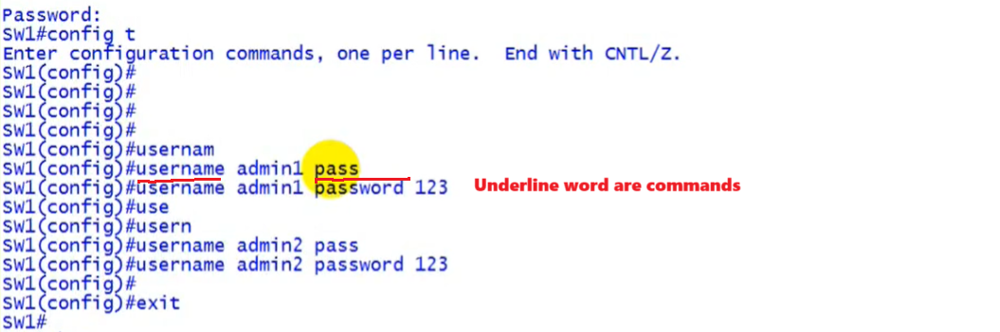 Password:
SW1#config t
Enter configuration commands, one per line.  End with CNTL/Z.
SW1(config)#
SW1(config)#
SW1(config)#
SW1(config)#
SW1(config)#usernam
SW1(config)#username admin1 pass
SW1(config)#username admin1 password 123
Underline word are commands
SW1(config)#use
SW1(config)#usern
SW1(config)#username admin2 pass
SW1(config)#username admin2 password 123
SW1(config)#
SW1(config)#exit
SW1#